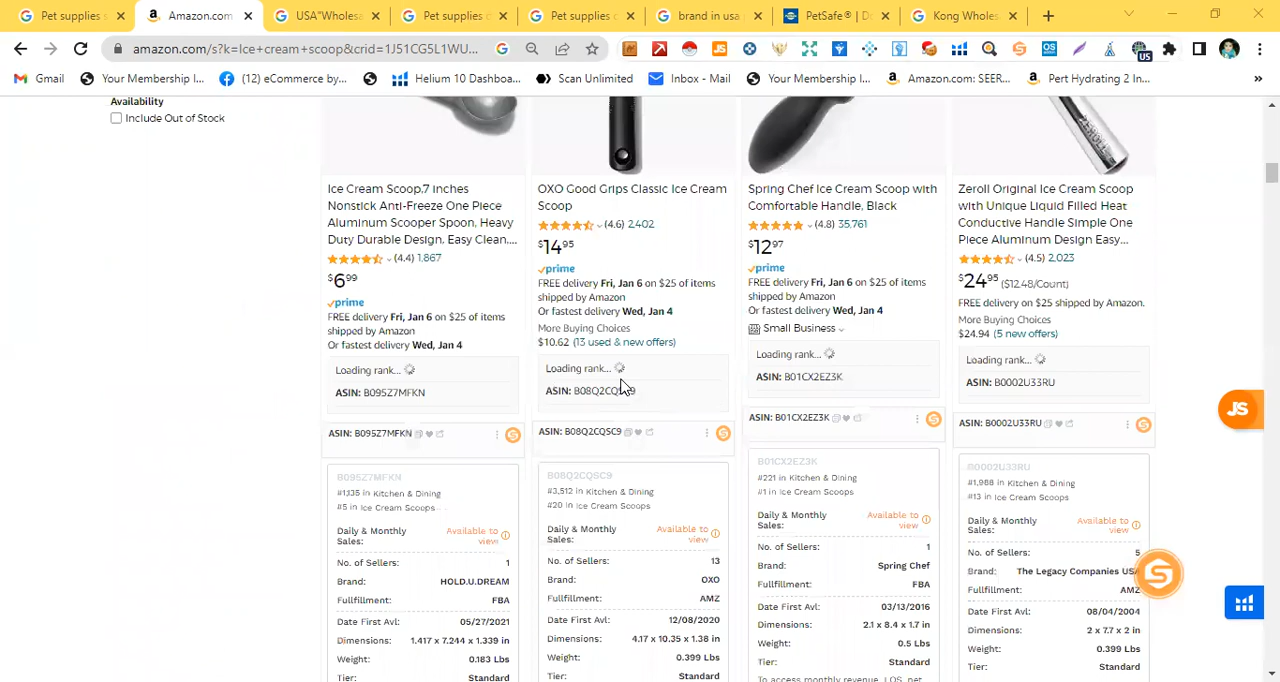 Pet supplies s
Amazon.com
USA"Wholesa
Pet supplies c
Pet supplies c
brand in usa
PetSafe® | D
Kong Wholes
amazon.com/s?k=Ice+cream+scoop&crid=1J51CG5L1WU...
JS
OS
US
Gmail
Your Membership I...
(12) eCommerce by...
Helium 10 Dashboa...
Scan Unlimited
Inbox - Mail
Your Membership I...
Amazon.com: SEER...
Pert Hydrating 2 In...
»
Availability
Include Out of Stock
ZEROLL
Ice Cream Scoop,7 inches
Nonstick Anti-Freeze One Piece
Aluminum Scooper Spoon, Heavy
Duty Durable Design, Easy Clean,...
(4.4) 1,867
$6.99
prime
FREE delivery Fri, Jan 6 on $25 of items
shipped by Amazon
Or fastest delivery Wed, Jan 4
Loading rank...
ASIN: B095Z7MFKN
ASIN: B095Z7MFKN
B095Z7MFKN
#1,135 in Kitchen & Dining
#5 in Ice Cream Scoops
Daily & Monthly Sales: Available to view
No. of Sellers: 1
Brand: HOLD.U.DREAM
Fullfillment: FBA
Date First Avl: 05/27/2021
Dimensions: 1.417 x 7.244 x 1.339 in
Weight: 0.183 Lbs
Tier: Standard
OXO Good Grips Classic Ice Cream
Scoop
(4.6) 2,402
$14.95
prime
FREE delivery Fri, Jan 6 on $25 of items
shipped by Amazon
Or fastest delivery Wed, Jan 4
More Buying Choices
$10.62 (13 used & new offers)
Loading rank...
ASIN: B08Q2CQSC9
ASIN: B08Q2CQSC9
B08Q2CQSC9
#3,512 in Kitchen & Dining
#20 in Ice Cream Scoops
Daily & Monthly Sales: Available to view
No. of Sellers: 13
Brand: OXO
Fullfillment: AMZ
Date First Avl: 12/08/2020
Dimensions: 4.17 x 10.35 x 1.38 in
Weight: 0.399 Lbs
Tier: Standard
Spring Chef Ice Cream Scoop with
Comfortable Handle, Black
(4.8) 35,761
$12.97
prime
FREE delivery Fri, Jan 6 on $25 of items
shipped by Amazon
Or fastest delivery Wed, Jan 4
Small Business
Loading rank...
ASIN: B01CX2EZ3K
ASIN: B01CX2EZ3K
B01CX2EZ3K
#221 in Kitchen & Dining
#1 in Ice Cream Scoops
Daily & Monthly Sales: Available to view
No. of Sellers: 1
Brand: Spring Chef
Fullfillment: FBA
Date First Avl: 03/13/2016
Dimensions: 2.1 x 8.4 x 1.7 in
Weight: 0.5 Lbs
Tier: Standard
To access monthly revenue, LQS, net
Zeroll Original Ice Cream Scoop
with Unique Liquid Filled Heat
Conductive Handle Simple One
Piece Aluminum Design Easy...
(4.5) 2,023
$24.95 ($12.48/Count)
FREE delivery on $25 shipped by Amazon.
More Buying Choices
$24.94 (5 new offers)
Loading rank...
ASIN: B0002U33RU
ASIN: B0002U33RU
B0002U33RU
#1,988 in Kitchen & Dining
#13 in Ice Cream Scoops
Daily & Monthly Sales: Available to view
No. of Sellers: 5
Brand: The Legacy Companies USA
Fullfillment: AMZ
Date First Avl: 08/04/2004
Dimensions: 2 x 7.7 x 2 in
Weight: 0.399 Lbs
Tier: Standard
JS